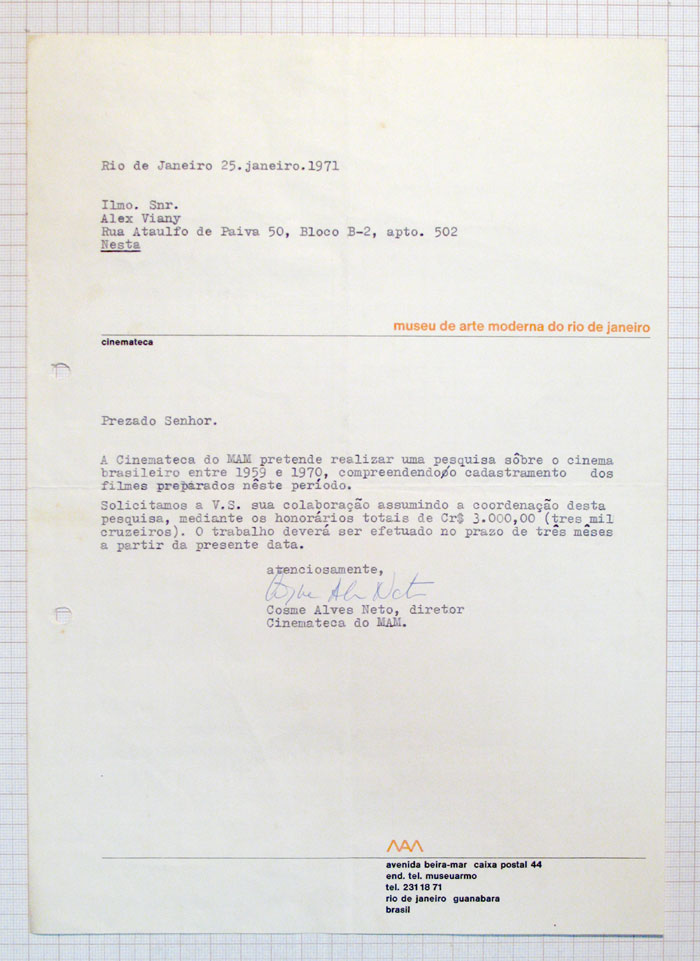 Rio de Janeiro 25.janeiro.1971
Ilmo. Snr.
Alex Viany
Rua Ataulfo de Paiva 50, Bloco B-2, apto. 502
Nesta
museu de arte moderna do rio de janeiro
cinemateca
Prezado Senhor.
A Cinemateca do MAM pretende realizar uma pesquisa sôbre o cinema
brasileiro entre 1959 e 1970, compreendendo o cadastramento dos
filmes preparados nêste período.
Solicitamos a V.S. sua colaboração assumindo a coordenação desta
pesquisa, mediante os honorários totais de Cr$ 3.000,00 (tres mil
cruzeiros). O trabalho deverá ser efetuado no prazo de três mêses
a partir da presente data.
atenciosamente,
Cosme Alves Neto
Cosme Alves Neto, diretor
Cinemateca do MAM.
avenida beira-mar caixa postal 44
end. tel. museuarmo
tel. 231 18 71
rio de janeiro guanabara
brasil